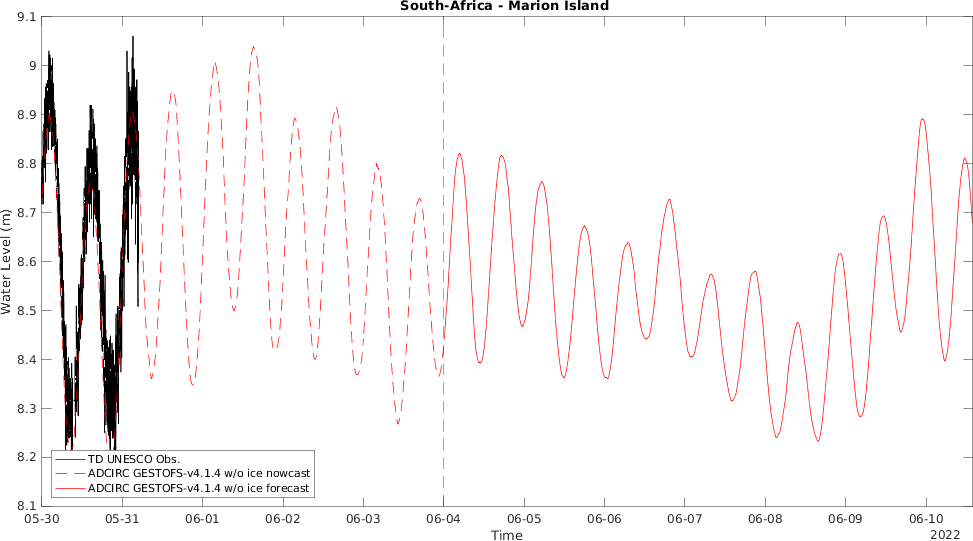 South-Africa - Marion Island
Water Level (m)
9.1
9
8.9
8.8
8.7
8.6
8.5
8.4
8.3
8.2
8.1
TD UNESCO Obs.
ADCIRC GESTOFS-v4.1.4 w/o ice nowcast
ADCIRC GESTOFS-v4.1.4 w/o ice forecast
05-30 05-31 06-01 06-02 06-03 06-04 06-05 06-06 06-07 06-08 06-09 06-10
Time
2022